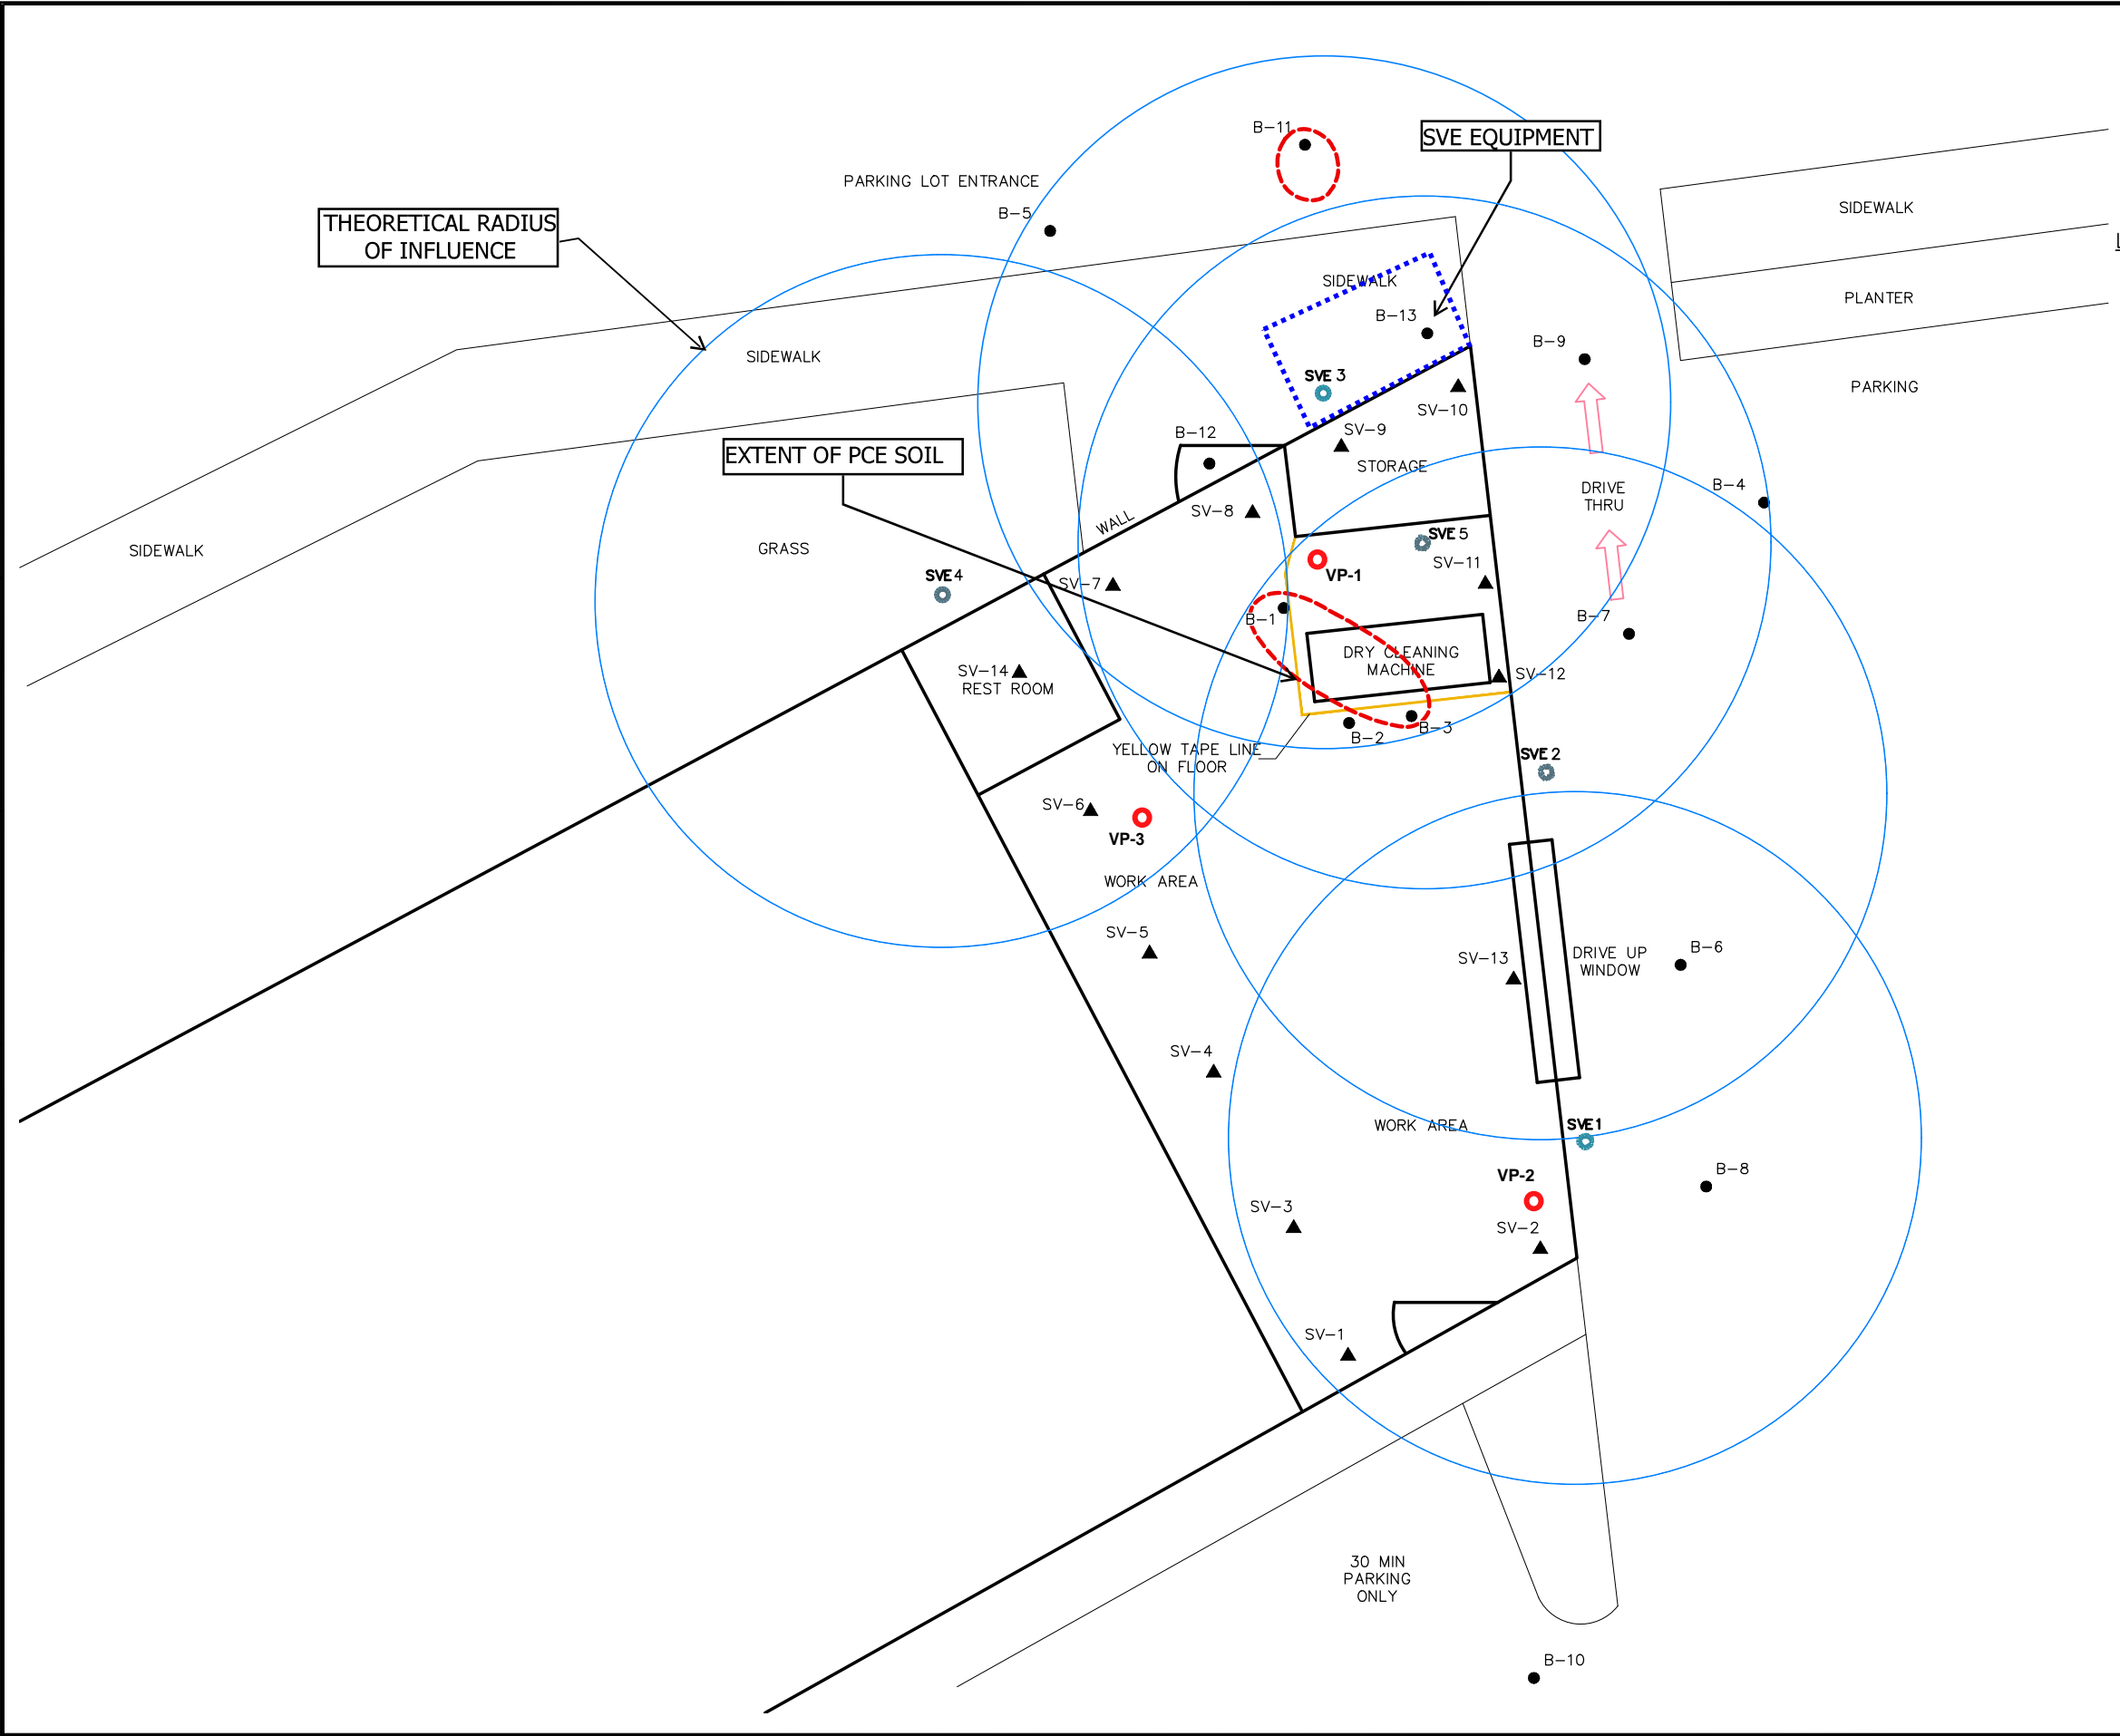 B-11
SVE EQUIPMENT
PARKING LOT ENTRANCE
B-5
SIDEWALK
THEORETICAL RADIUS
OF INFLUENCE
SIDEWALK
PLANTER
B-13
B-9
SIDEWALK
PARKING
SVE 3
SV-10
B-12
SV-9
EXTENT OF PCE SOIL
STORAGE
B-4
DRIVE
THRU
SV-8
WALL
SIDEWALK
GRASS
SVE 5
SV-11
SVE 4
SV-7
VP-1
B-1
B-7
DRY CLEANING
MACHINE
SV-12
SV-14
REST ROOM
B-3
B-2
YELLOW TAPE LINE
ON FLOOR
SVE 2
SV-6
VP-3
WORK AREA
SV-5
B-6
DRIVE UP
WINDOW
SV-13
SV-4
WORK AREA
SVE 1
B-8
VP-2
SV-3
SV-2
SV-1
30 MIN
PARKING
ONLY
B-10